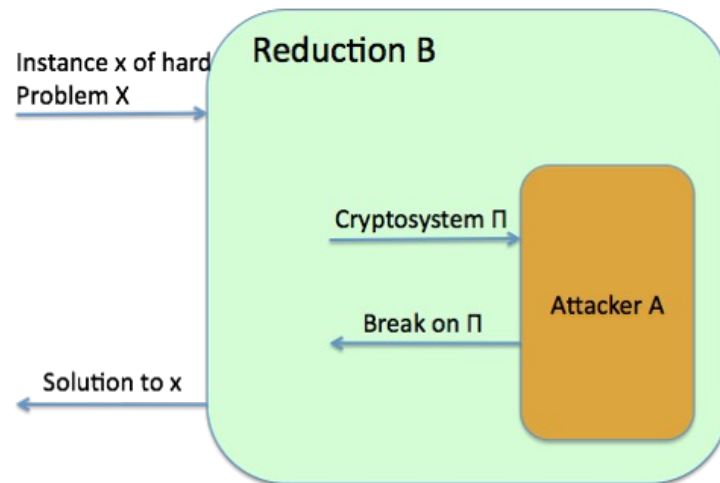 Reduction B
Instance x of hard
Problem X
Cryptosystem Π
Attacker A
Break on Π
Solution to x